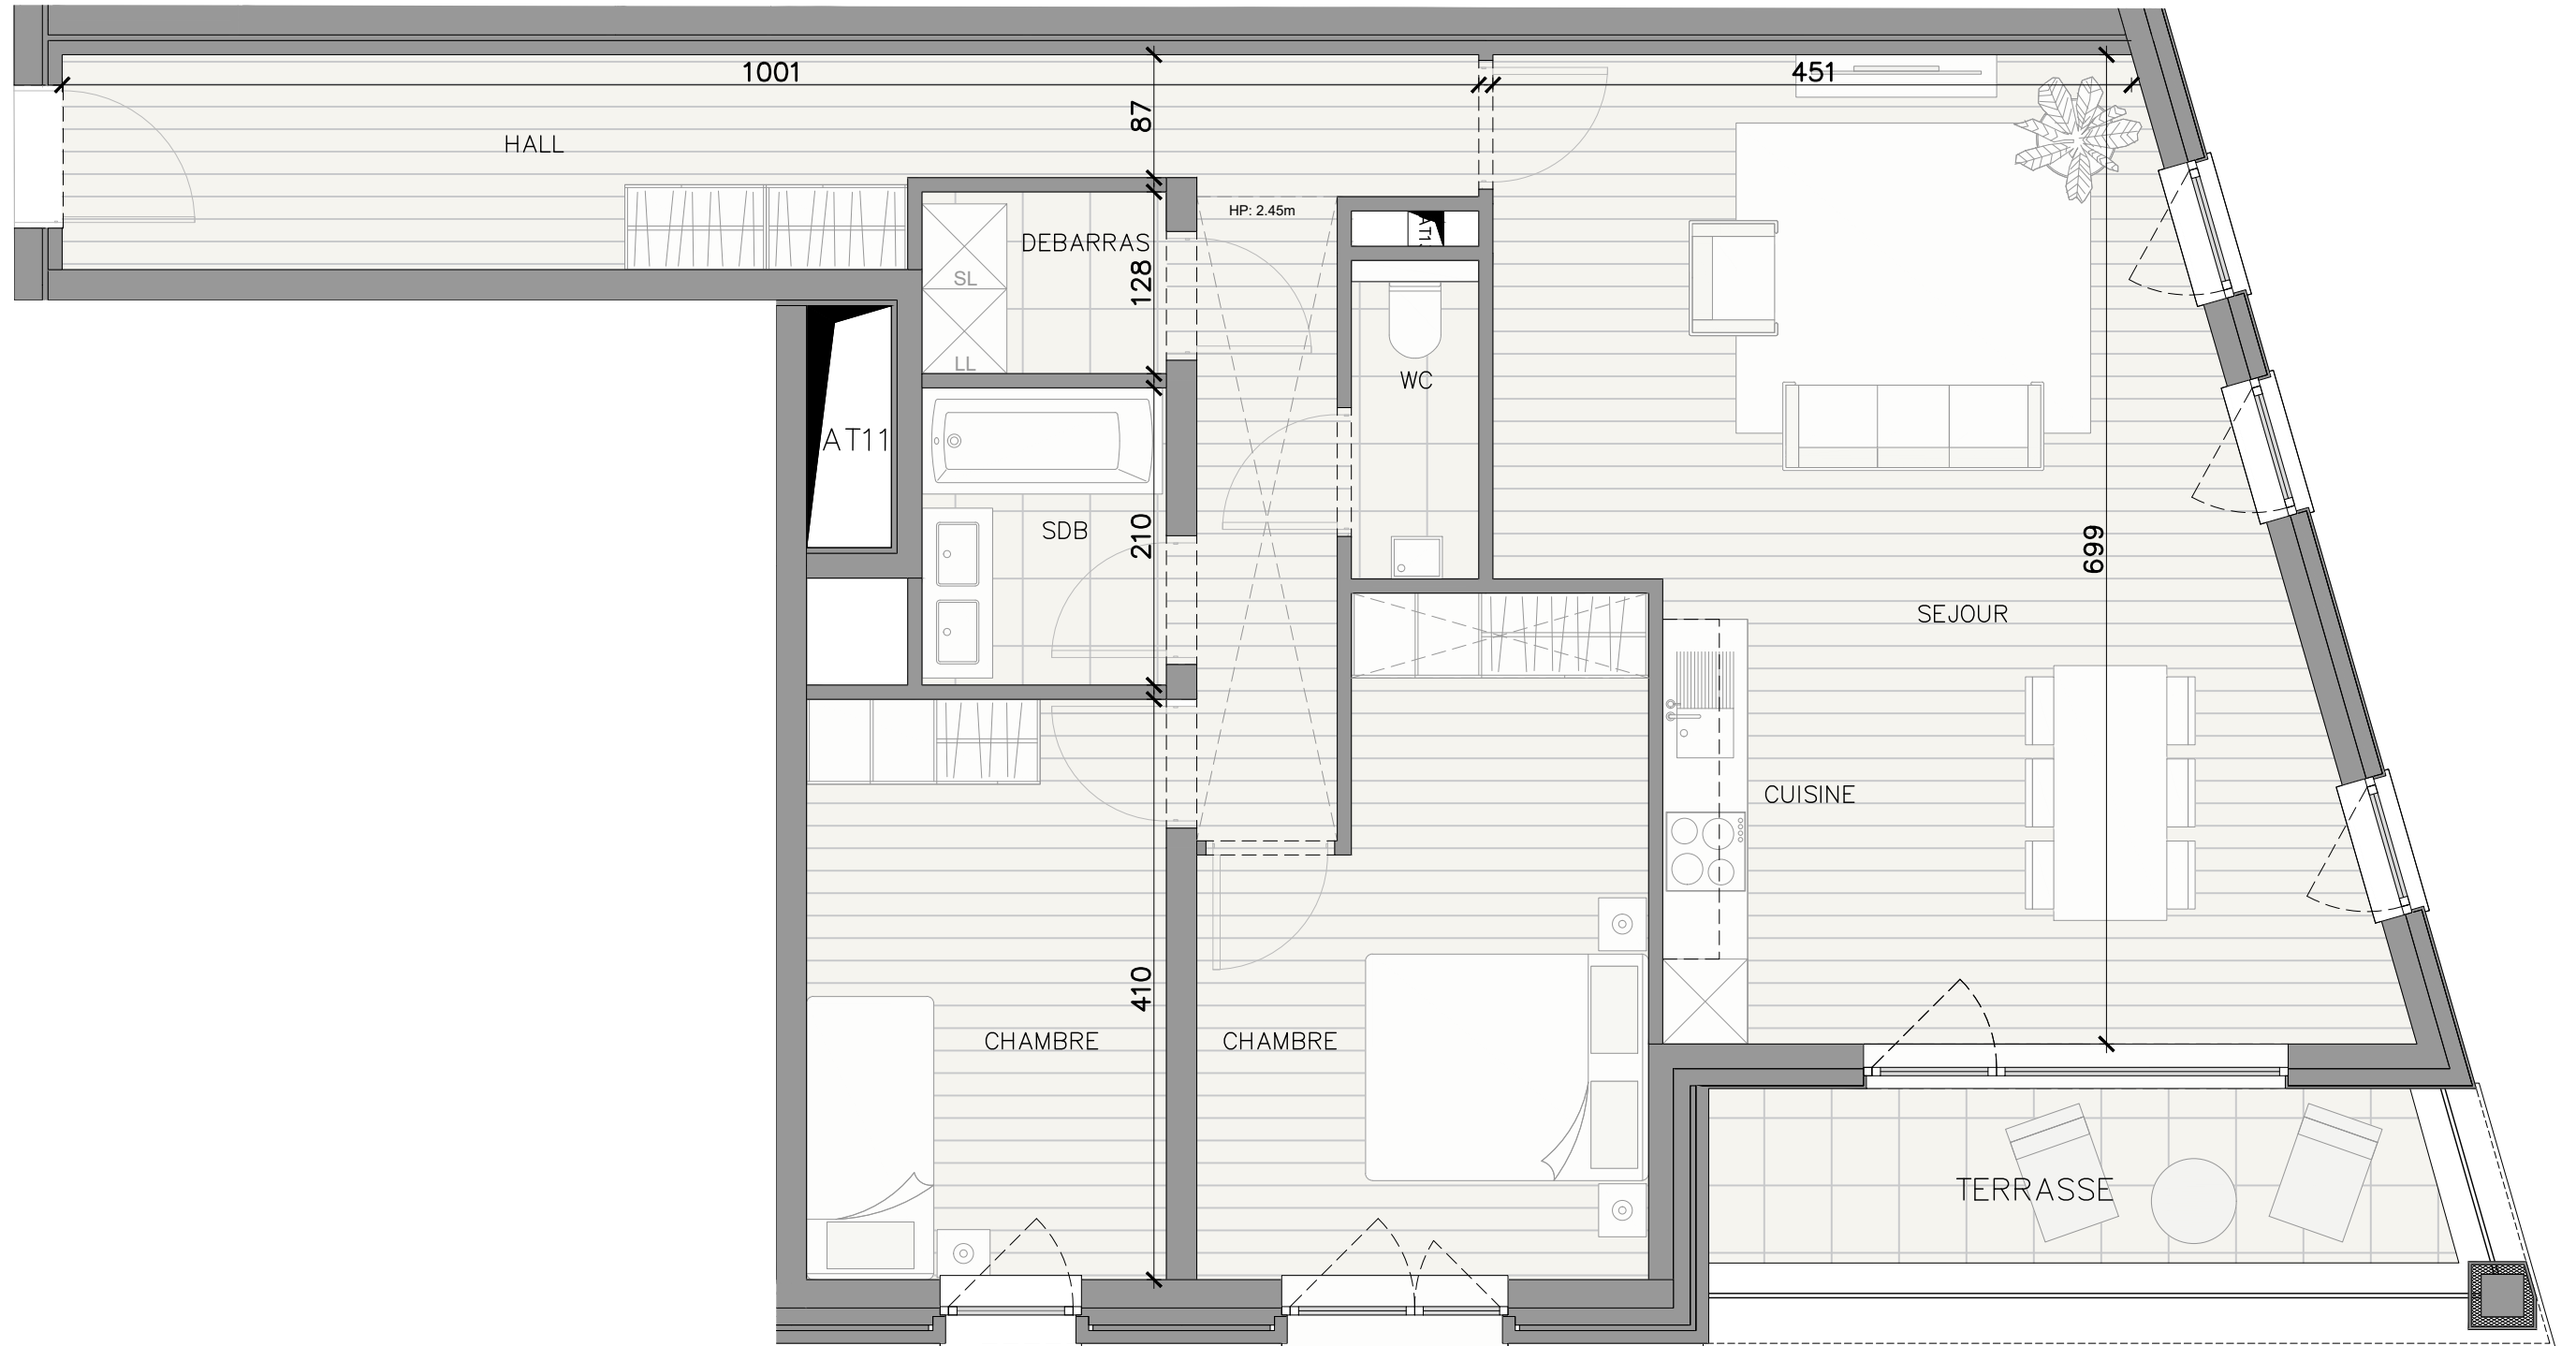 1001
451
87
HALL
HP: 2.45m
DEBARRAS
128
SL
LL
WC
AT11
SDB
210
699
SEJOUR
CUISINE
410
CHAMBRE
CHAMBRE
TERRASSE